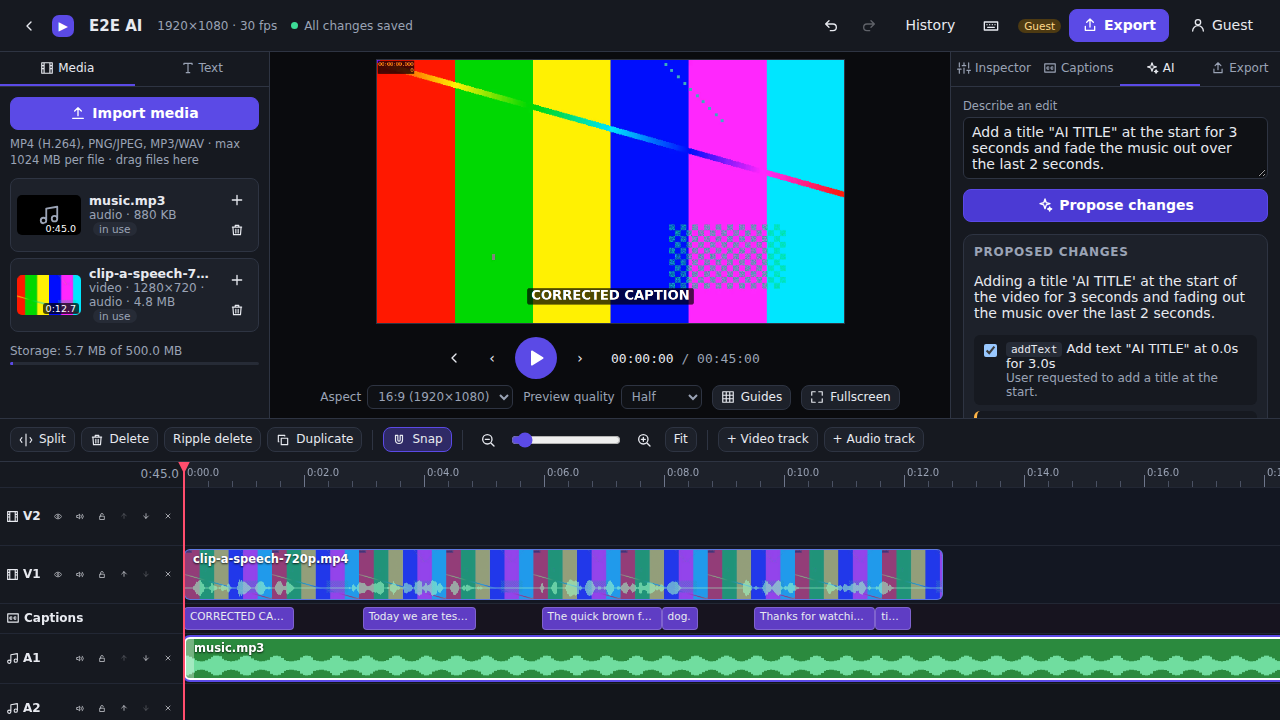 E2E AI 1920×1080 · 30 fps All changes saved History Guest Export Guest
Media Text
Import media
MP4 (H.264), PNG/JPEG, MP3/WAV · max
1024 MB per file · drag files here
music.mp3
audio · 880 KB
in use
0:45.0
clip-a-speech-7...
video · 1280×720 ·
audio · 4.8 MB
in use
0:12.7
Storage: 5.7 MB of 500.0 MB
00:00:00.000
0
CORRECTED CAPTION
00:00:00 / 00:45:00
Aspect 16:9 (1920×1080) Preview quality Half Guides Fullscreen
Inspector Captions AI Export
Describe an edit
Add a title "AI TITLE" at the start for 3
seconds and fade the music out over
the last 2 seconds.
Propose changes
PROPOSED CHANGES
Adding a title 'AI TITLE' at the start of
the video for 3 seconds and fading out
the music over the last 2 seconds.
addText Add text "AI TITLE" at 0.0s
for 3.0s
User requested to add a title at the
start.
Split Delete Ripple delete Duplicate Snap Fit + Video track + Audio track
0:45.0 0:00.0 0:02.0 0:04.0 0:06.0 0:08.0 0:10.0 0:12.0 0:14.0 0:16.0
V2
V1 clip-a-speech-720p.mp4
Captions CORRECTED CA... Today we are tes... The quick brown f... dog. Thanks for watchi... ti...
A1 music.mp3
A2